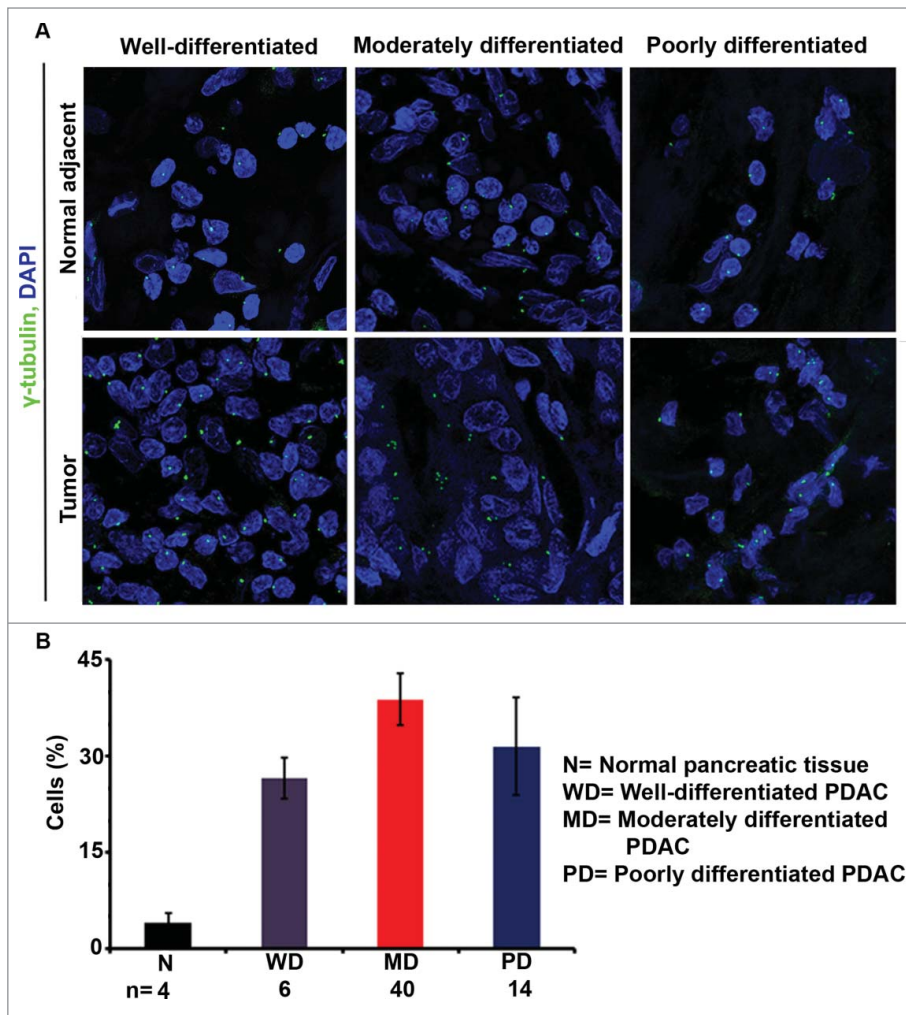 A
Well-differentiated
Moderately differentiated
Poorly differentiated
Normal adjacent
γ-tubulin, DAPI
Tumor
B
45
30
15
0
Cells (%)
N WD MD PD
n= 4 6 40 14
N= Normal pancreatic tissue
WD= Well-differentiated PDAC
MD= Moderately differentiated
PDAC
PD= Poorly differentiated PDAC